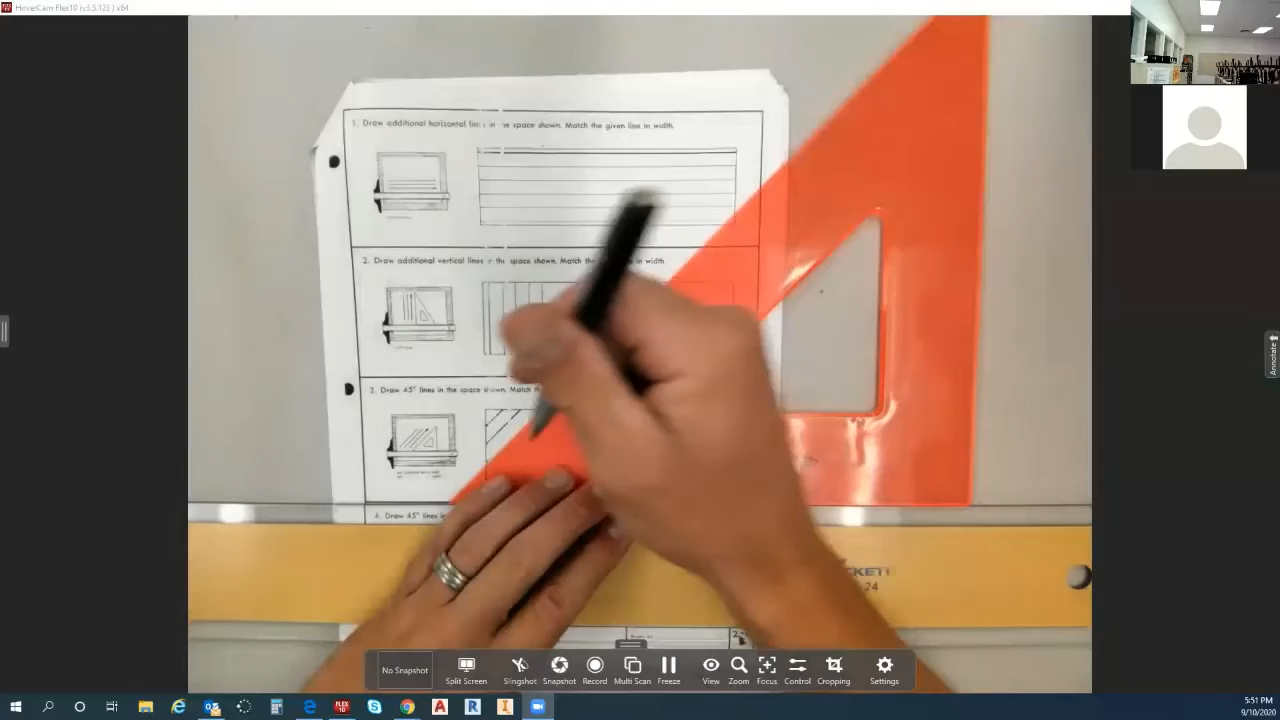 HoverCam Flex10 (v3.5.123) x64
1. Draw additional horizontal in the space shown. Match the given line in width.
2. Draw additional vertical lines the space shown. Match in width.
3. Draw 45° lines in the space shown. Match
4. Draw 45° lines in
24
Annotate
No Snapshot
Split Screen
Slingshot
Snapshot
Record
Multi Scan
Freeze
View
Zoom
Focus
Control
Cropping
Settings
FLEX 10
5:51 PM
9/10/2020